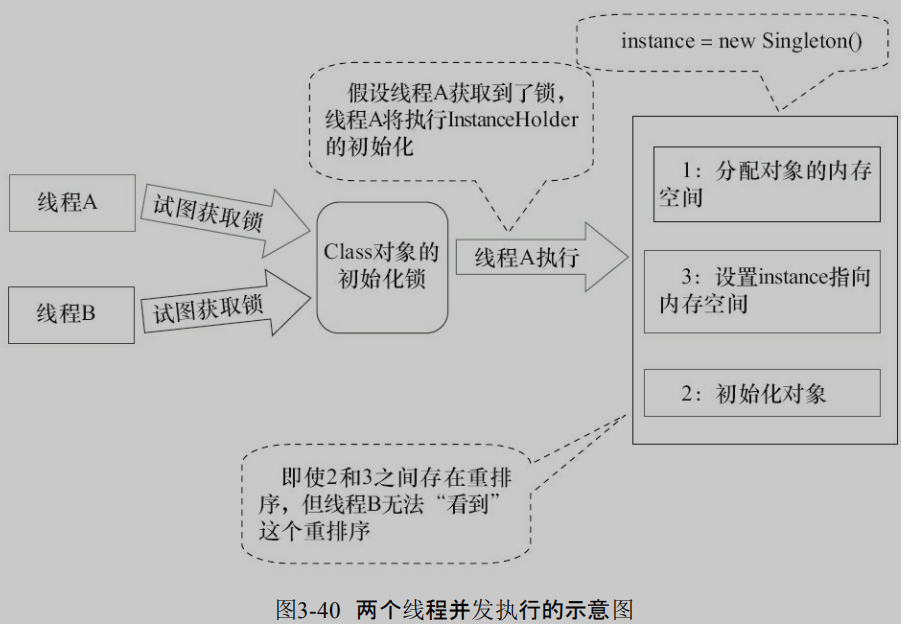 instance = new Singleton()
假设线程A获取到了锁，
线程A将执行InstanceHolder
的初始化
线程A
试图获取锁
线程B
试图获取锁
Class对象的
初始化锁
线程A执行
1：分配对象的内存
空间
3：设置instance指向
内存空间
2：初始化对象
即使2和3之间存在重排
序，但线程B无法“看到”
这个重排序
图3-40 两个线程并发执行的示意图